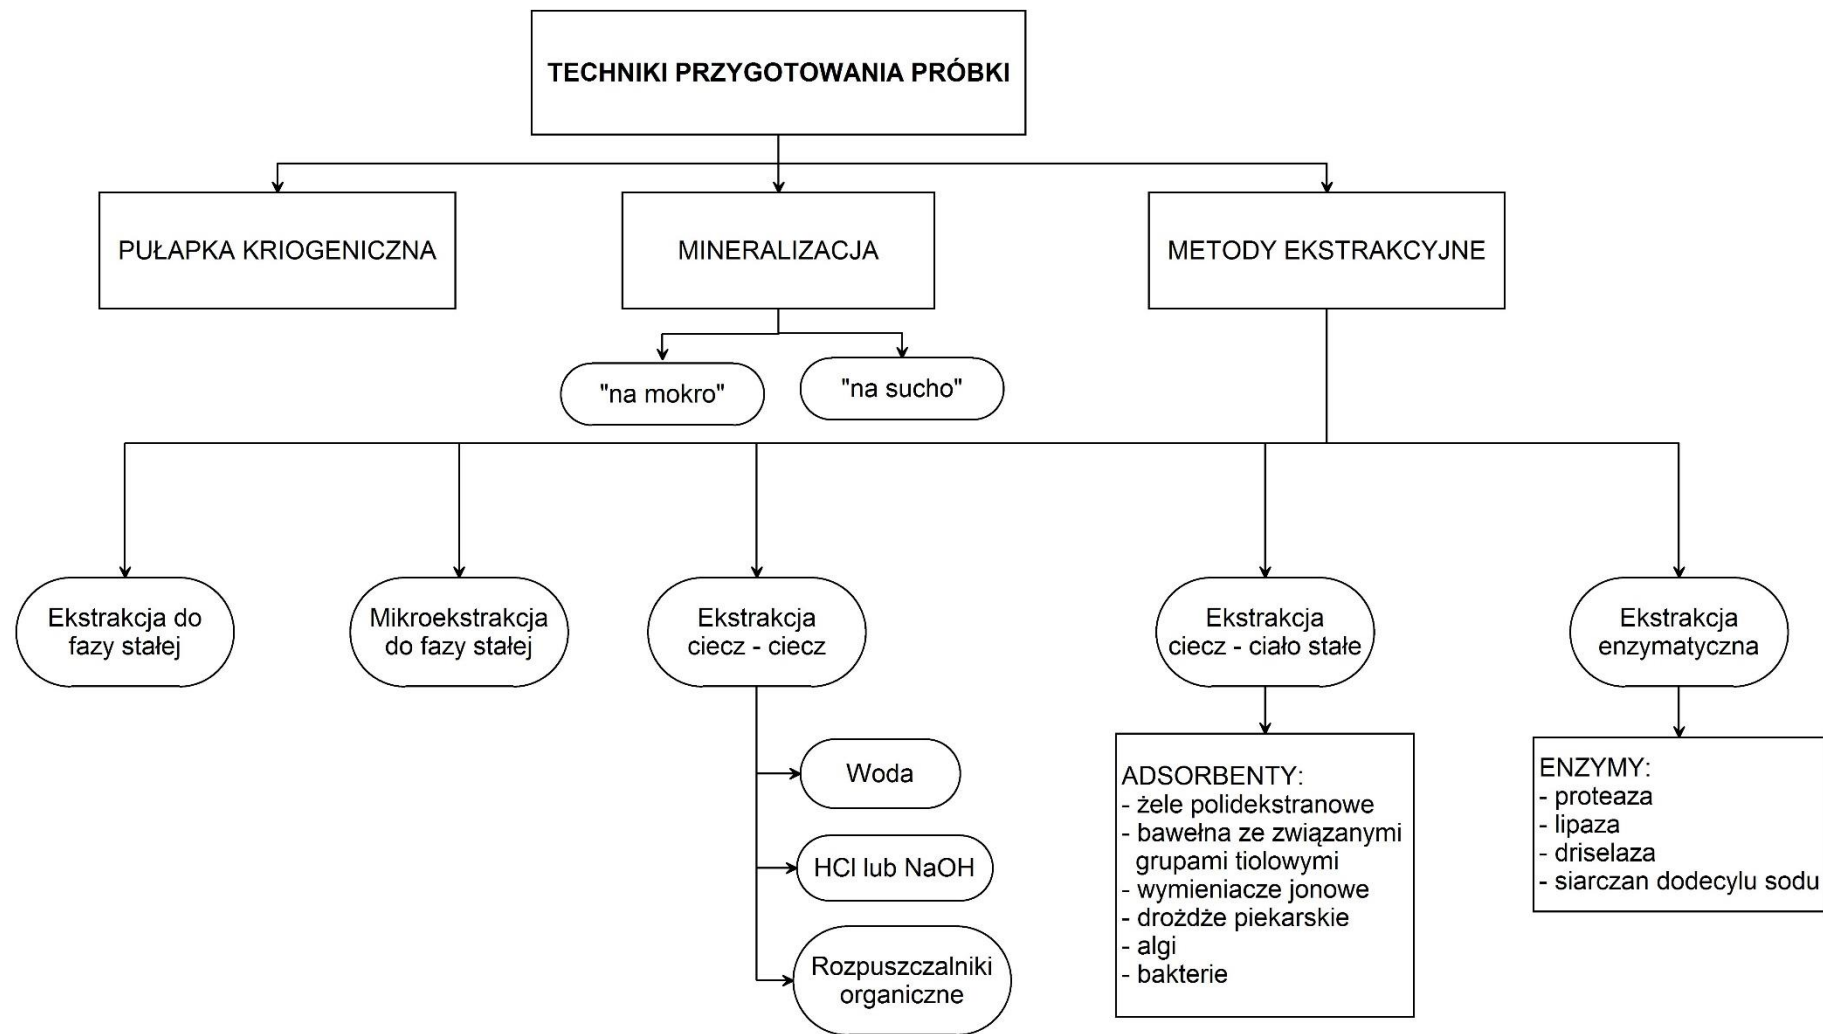 TECHNIKI PRZYGOTOWANIA PRÓBKI
PUŁAPKA KRIOGENICZNA
MINERALIZACJA
METODY EKSTRAKCYJNE
"na mokro"
"na sucho"
Ekstrakcja do
fazy stałej
Mikroekstrakcja
do fazy stałej
Ekstrakcja
ciecz - ciecz
Ekstrakcja
ciecz - ciało stałe
Ekstrakcja
enzymatyczna
Woda
HCl lub NaOH
Rozpuszczalniki
organiczne
ADSORBENTY:
- żele polidekstranowe
- bawełna ze związanymi
grupami tiolowymi
- wymieniacze jonowe
- drożdże piekarskie
- algi
- bakterie
ENZYMY:
- proteaza
- lipaza
- driselaza
- siarczan dodecylu sodu